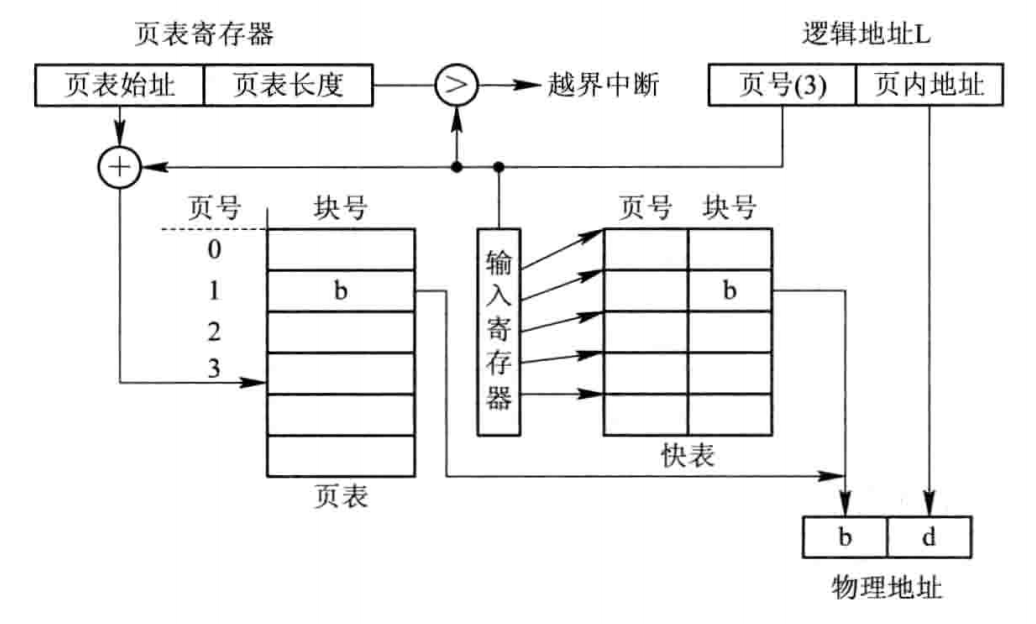 页表寄存器
逻辑地址L
页表始址 页表长度 > 越界中断 页号(3) 页内地址
+
页号 块号 页号 块号
0
1 b b
2
3
输入寄存器
快表
页表
b d
物理地址